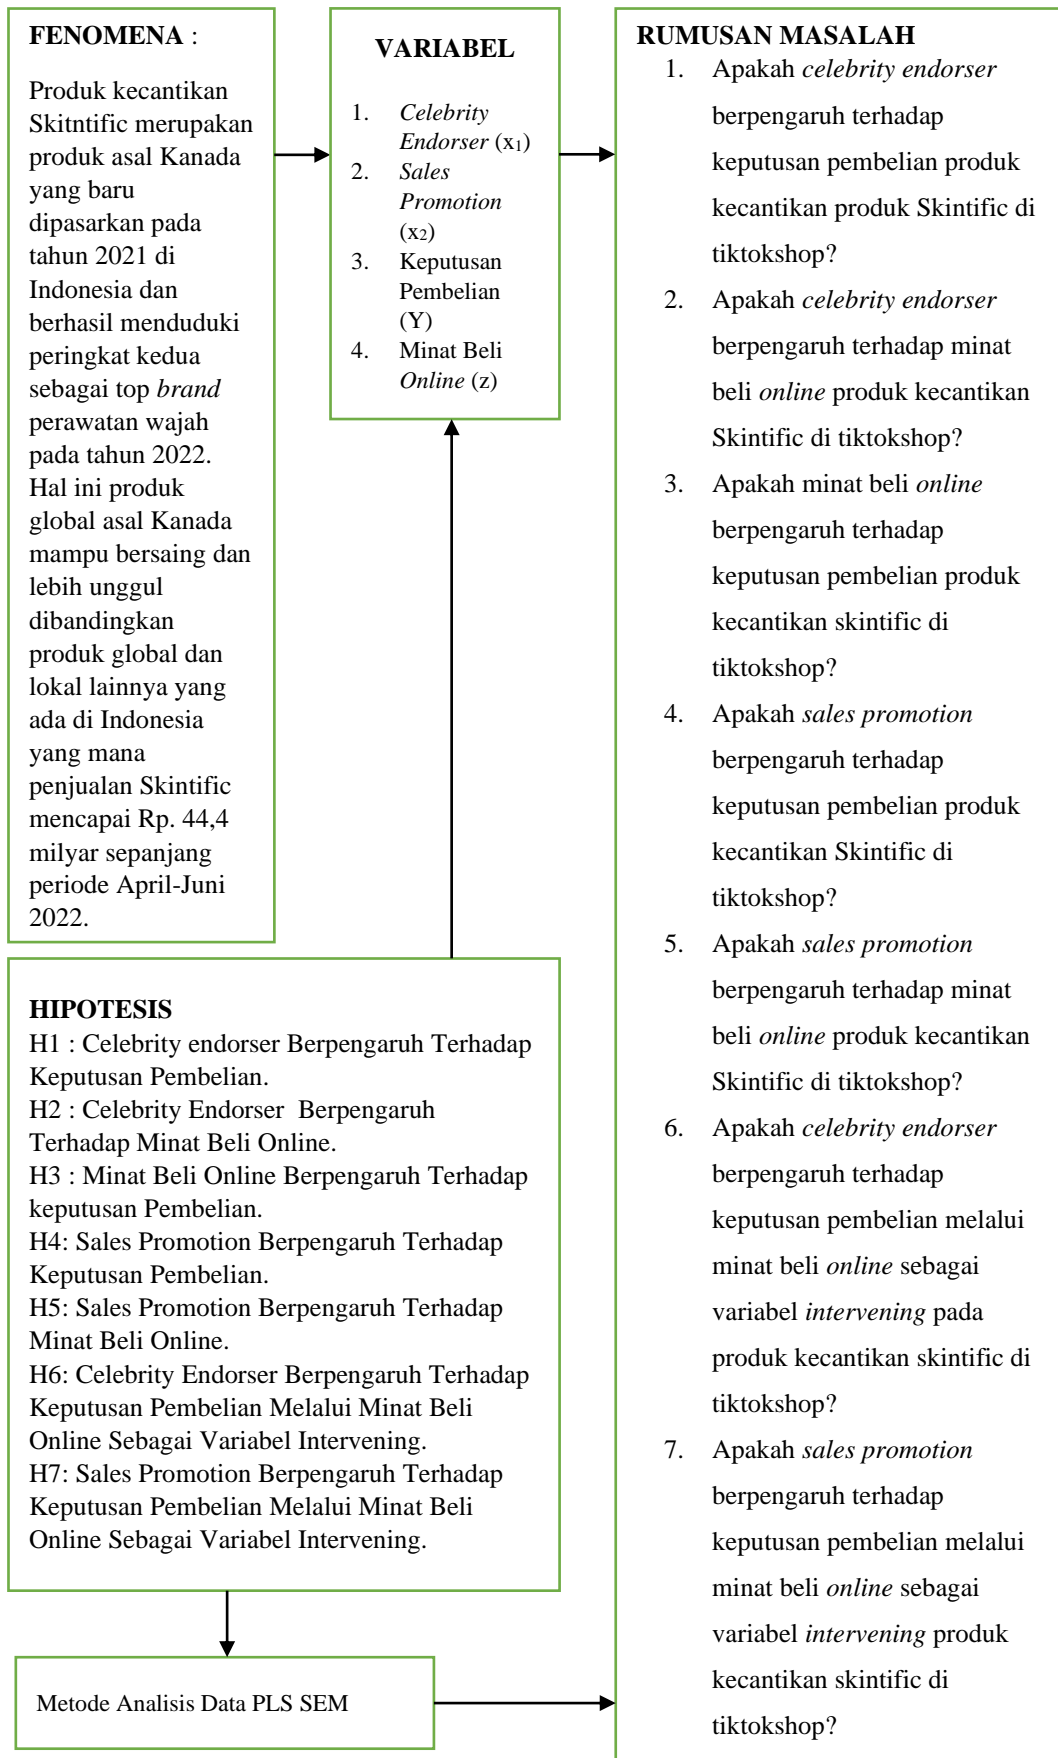 FENOMENA :
Produk kecantikan
Skitntific merupakan
produk asal Kanada
yang baru
dipasarkan pada
tahun 2021 di
Indonesia dan
berhasil menduduki
peringkat kedua
sebagai top brand
perawatan wajah
pada tahun 2022.
Hal ini produk
global asal Kanada
mampu bersaing dan
lebih unggul
dibandingkan
produk global dan
lokal lainnya yang
ada di Indonesia
yang mana
penjualan Skintific
mencapai Rp. 44,4
milyar sepanjang
periode April-Juni
2022.
VARIABEL
1. Celebrity
Endorser (x₁)
2. Sales
Promotion
(x₂)
3. Keputusan
Pembelian
(Y)
4. Minat Beli
Online (z)
RUMUSAN MASALAH
1. Apakah celebrity endorser
berpengaruh terhadap
keputusan pembelian produk
kecantikan produk Skintific di
tiktokshop?
2. Apakah celebrity endorser
berpengaruh terhadap minat
beli online produk kecantikan
Skintific di tiktokshop?
3. Apakah minat beli online
berpengaruh terhadap
keputusan pembelian produk
kecantikan skintific di
tiktokshop?
4. Apakah sales promotion
berpengaruh terhadap
keputusan pembelian produk
kecantikan Skintific di
tiktokshop?
5. Apakah sales promotion
berpengaruh terhadap minat
beli online produk kecantikan
Skintific di tiktokshop?
6. Apakah celebrity endorser
berpengaruh terhadap
keputusan pembelian melalui
minat beli online sebagai
variabel intervening pada
produk kecantikan skintific di
tiktokshop?
7. Apakah sales promotion
berpengaruh terhadap
keputusan pembelian melalui
minat beli online sebagai
variabel intervening produk
kecantikan skintific di
tiktokshop?
HIPOTESIS
H1 : Celebrity endorser Berpengaruh Terhadap
Keputusan Pembelian.
H2 : Celebrity Endorser Berpengaruh
Terhadap Minat Beli Online.
H3 : Minat Beli Online Berpengaruh Terhadap
keputusan Pembelian.
H4: Sales Promotion Berpengaruh Terhadap
Keputusan Pembelian.
H5: Sales Promotion Berpengaruh Terhadap
Minat Beli Online.
H6: Celebrity Endorser Berpengaruh Terhadap
Keputusan Pembelian Melalui Minat Beli
Online Sebagai Variabel Intervening.
H7: Sales Promotion Berpengaruh Terhadap
Keputusan Pembelian Melalui Minat Beli
Online Sebagai Variabel Intervening.
Metode Analisis Data PLS SEM